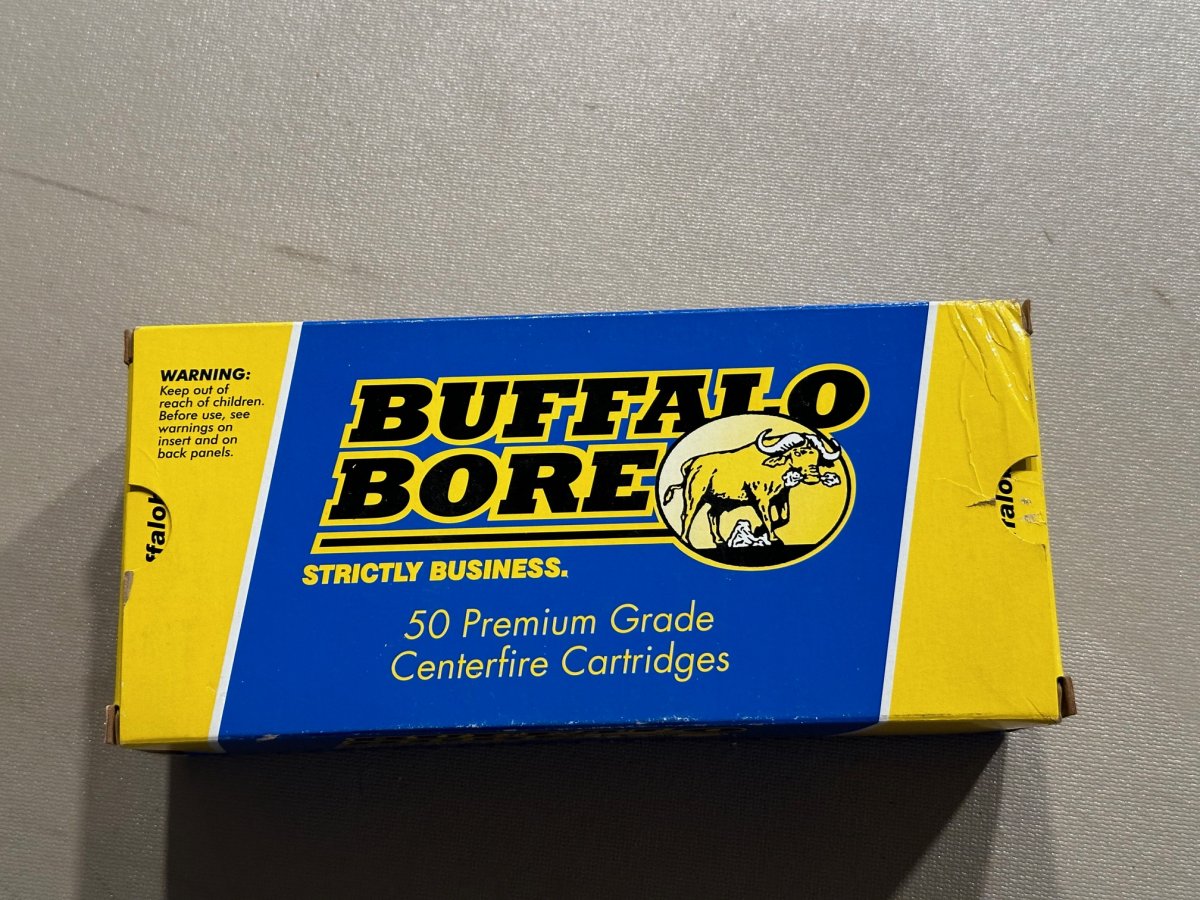 WARNING:
Keep out of
reach of children.
Before use, see
warnings on
insert and on
back panels.
BUFFALO
BORE
STRICTLY BUSINESS.
50 Premium Grade
Centerfire Cartridges
ffalo